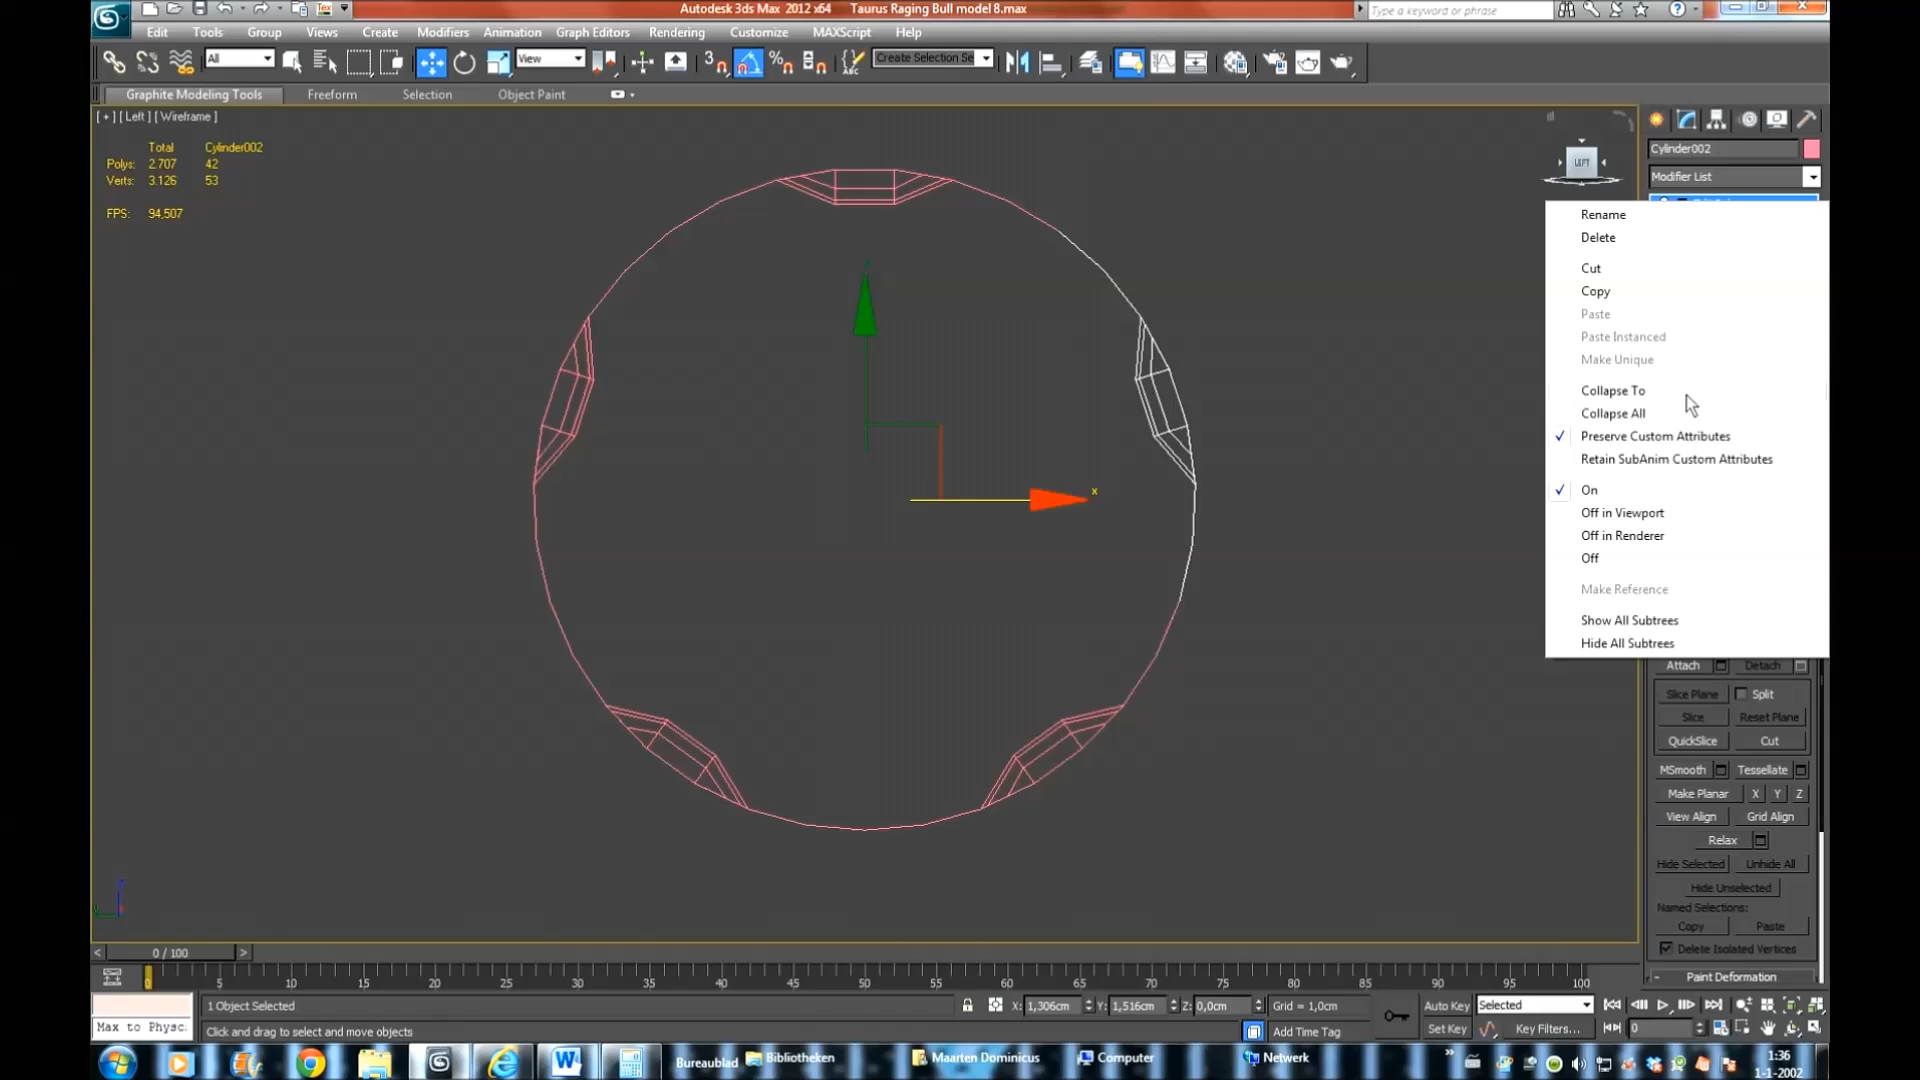 Autodesk 3ds Max 2012 x64 Taurus Raging Bull model 8.max
Type a keyword or phrase
Edit Tools Group Views Create Modifiers Animation Graph Editors Rendering Customize MAXScript Help
All
View
3
Create Selection Se
Graphite Modeling Tools Freeform Selection Object Paint
[ + ] [ Left ] [ Wireframe ]
Total Cylinder002
Polys: 2.707 42
Verts: 3.126 53
FPS: 94,507
LEFT
x
Cylinder002
Modifier List
Rename
Delete
Cut
Copy
Paste
Paste Instanced
Make Unique
Collapse To
Collapse All
Preserve Custom Attributes
Retain SubAnim Custom Attributes
On
Off in Viewport
Off in Renderer
Off
Make Reference
Show All Subtrees
Hide All Subtrees
Attach Detach
Slice Plane Split
Slice Reset Plane
QuickSlice Cut
MSmooth Tessellate
Make Planar X Y Z
View Align Grid Align
Relax
Hide Selected Unhide All
Hide Unselected
Named Selections:
Copy Paste
Delete Isolated Vertices
- Paint Deformation
< 0 / 100 >
0 5 10 15 20 25 30 35 40 45 50 55 60 65 70 75 80 85 90 95 100
1 Object Selected X: 1,306cm Y: 1,516cm Z: 0,0cm Grid = 1,0cm Auto Key Selected
Max to Physc. Click and drag to select and move objects Add Time Tag Set Key Key Filters... 0
Bureaublad Bibliotheken Maarten Dominicus Computer Netwerk » 1:36
1-1-2002